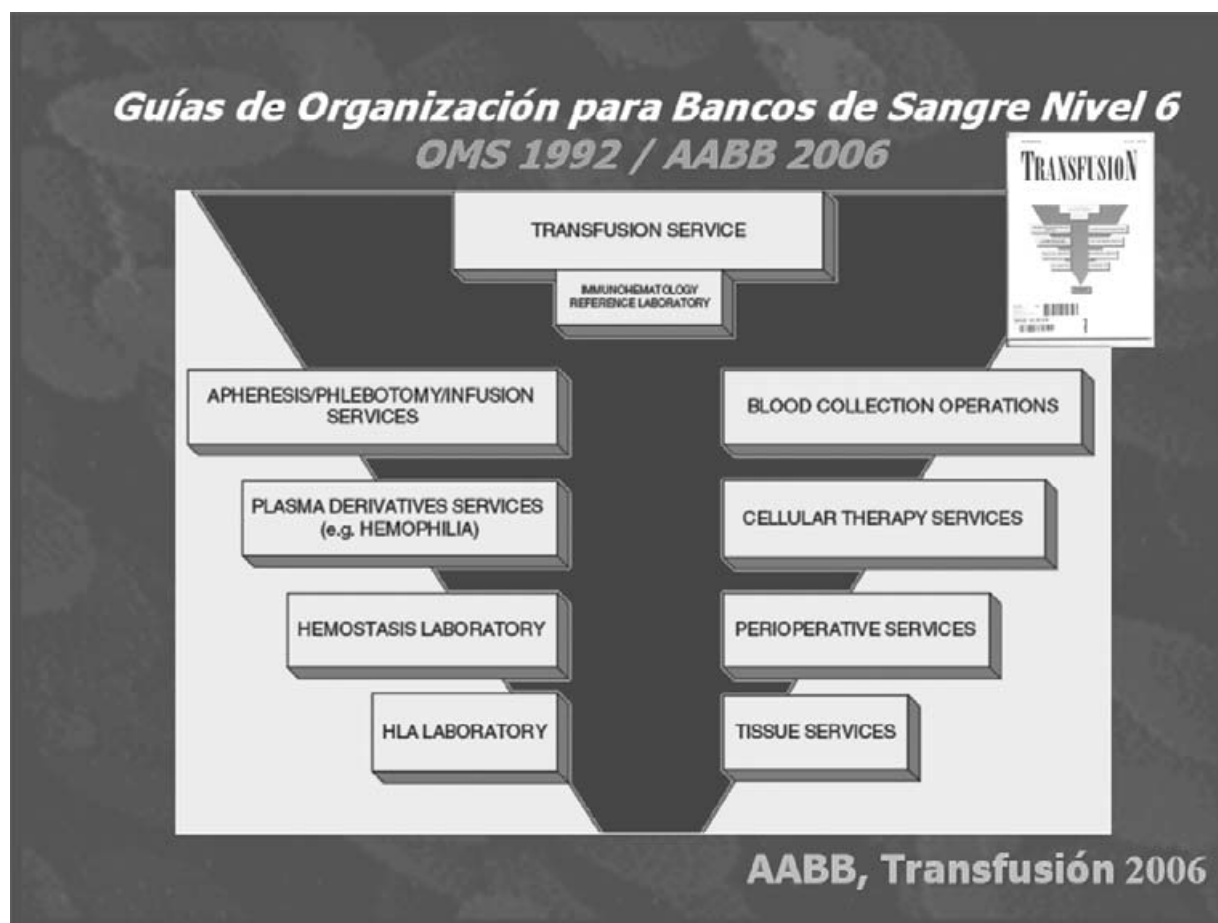 Guías de Organización para Bancos de Sangre Nivel 6
OMS 1992 / AABB 2006
TRANSFUSION
TRANSFUSION SERVICE
IMMUNOHEMATOLOGY
REFERENCE LABORATORY
APHERESIS/PHLEBOTOMY/INFUSION
SERVICES
BLOOD COLLECTION OPERATIONS
PLASMA DERIVATIVES SERVICES
(e.g. HEMOPHILIA)
CELLULAR THERAPY SERVICES
HEMOSTASIS LABORATORY
PERIOPERATIVE SERVICES
HLA LABORATORY
TISSUE SERVICES
AABB, Transfusión 2006